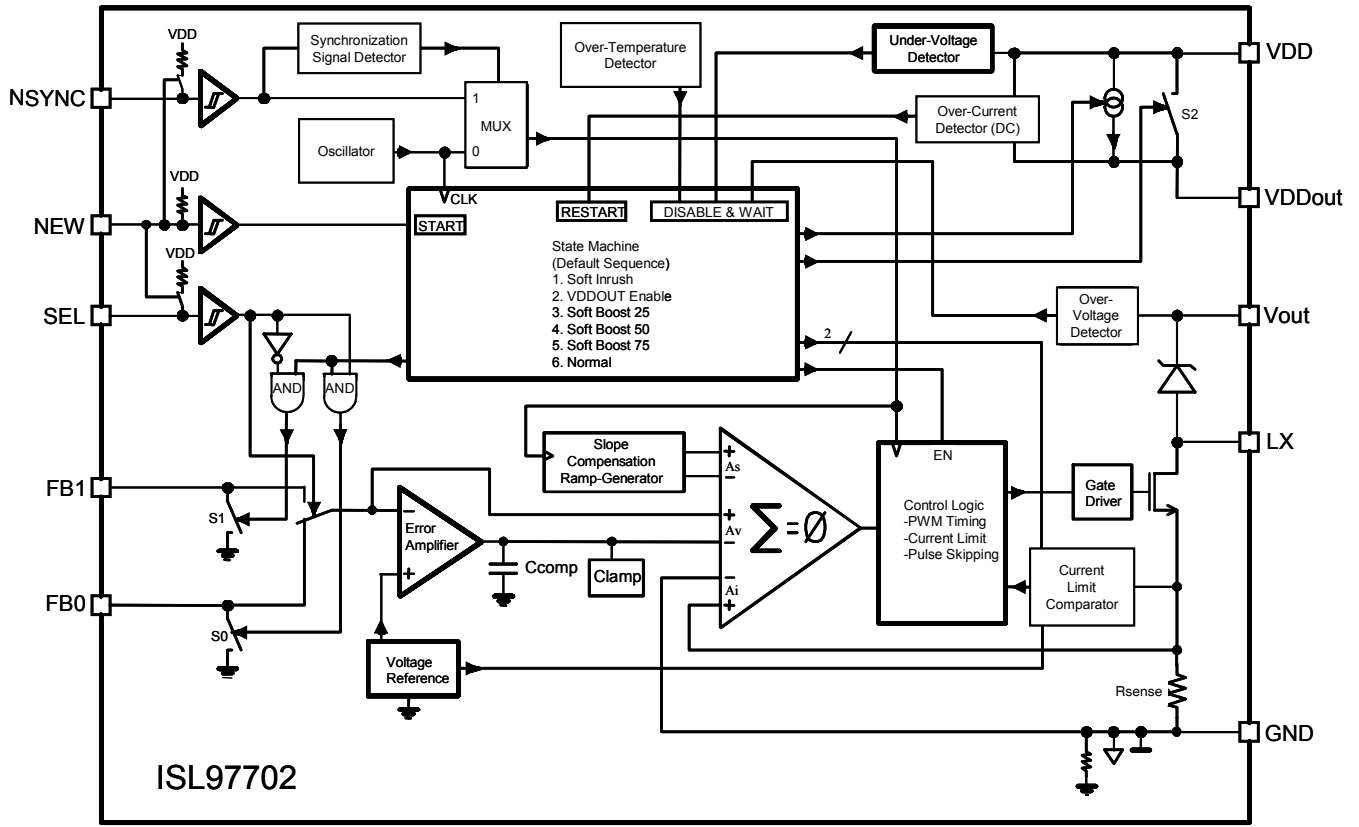 VDD
NSYNC
Synchronization
Signal Detector
Over-Temperature
Detector
Under-Voltage
Detector
VDD
1
MUX
0
Oscillator
Over-Current
Detector (DC)
S2
VDD
NEW
CLK
START
RESTART
DISABLE & WAIT
VDDout
VDD
SEL
State Machine
(Default Sequence)
1. Soft Inrush
2. VDDOUT Enable
3. Soft Boost 25
4. Soft Boost 50
5. Soft Boost 75
6. Normal
Over-
Voltage
Detector
Vout
2
AND
AND
LX
FB1
S1
Slope
Compensation
Ramp-Generator
+
As
−
+
Av
−
−
Ai
+
Σ=Ø
EN
Control Logic
-PWM Timing
-Current Limit
-Pulse Skipping
Gate
Driver
−
Error
Amplifier
+
Ccomp
Clamp
Current
Limit
Comparator
FB0
S0
Voltage
Reference
Rsense
GND
ISL97702